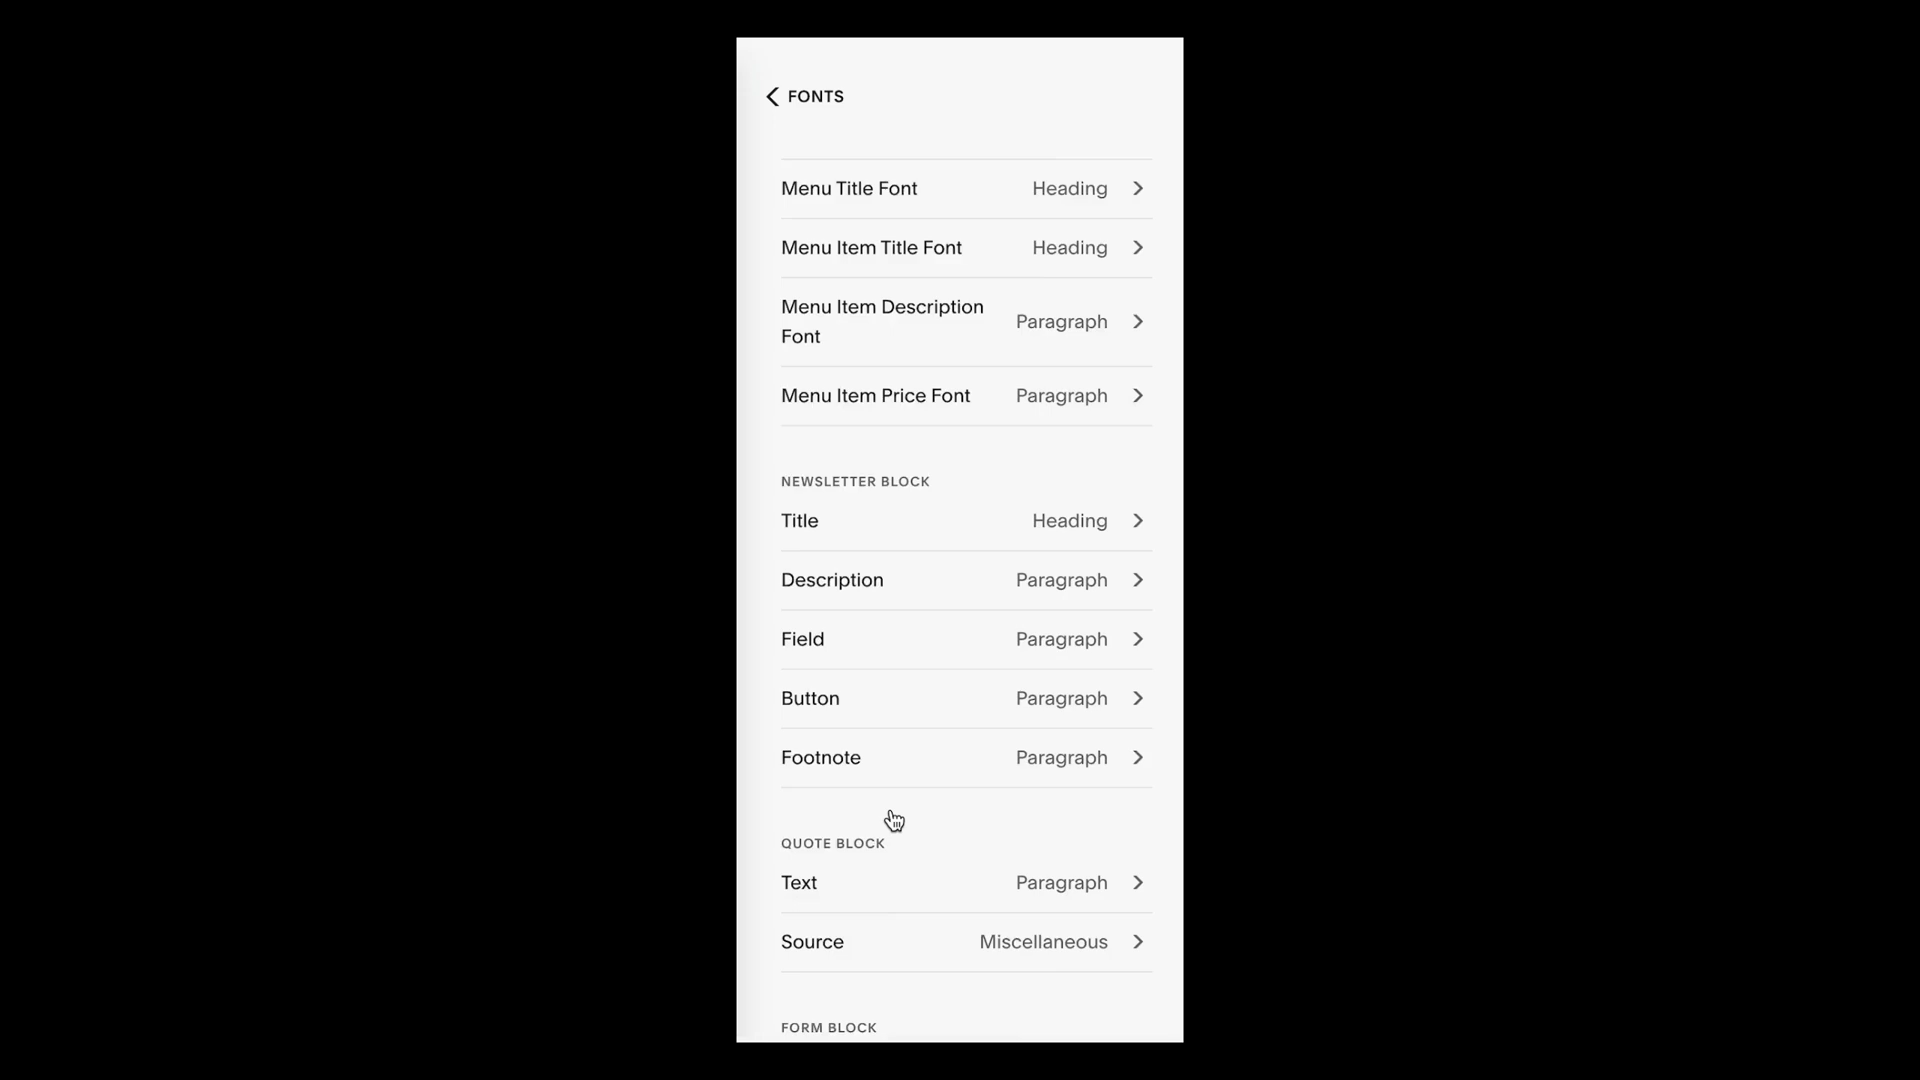 FONTS
Menu Title Font Heading
Menu Item Title Font Heading
Menu Item Description
Font
Paragraph
Menu Item Price Font Paragraph
NEWSLETTER BLOCK
Title Heading
Description Paragraph
Field Paragraph
Button Paragraph
Footnote Paragraph
QUOTE BLOCK
Text Paragraph
Source Miscellaneous
FORM BLOCK